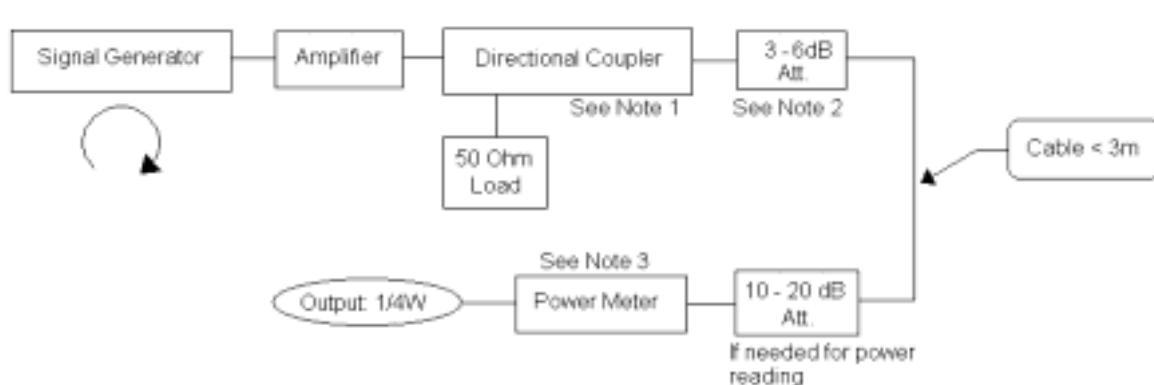 Signal Generator
Amplifier
Directional Coupler
3 - 6dB
Att.
See Note 1
See Note 2
50 Ohm
Load
Cable < 3m
See Note 3
Output: 1/4W
Power Meter
10 - 20 dB
Att.
If needed for power
reading